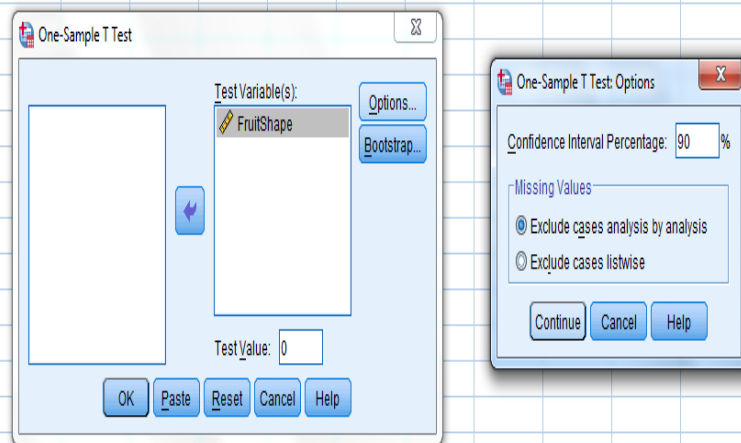 One-Sample T Test
Test Variable(s):
FruitShape
Options...
Bootstrap...
Test Value: 0
OK Paste Reset Cancel Help
One-Sample T Test: Options
Confidence Interval Percentage: 90 %
Missing Values
Exclude cases analysis by analysis
Exclude cases listwise
Continue Cancel Help